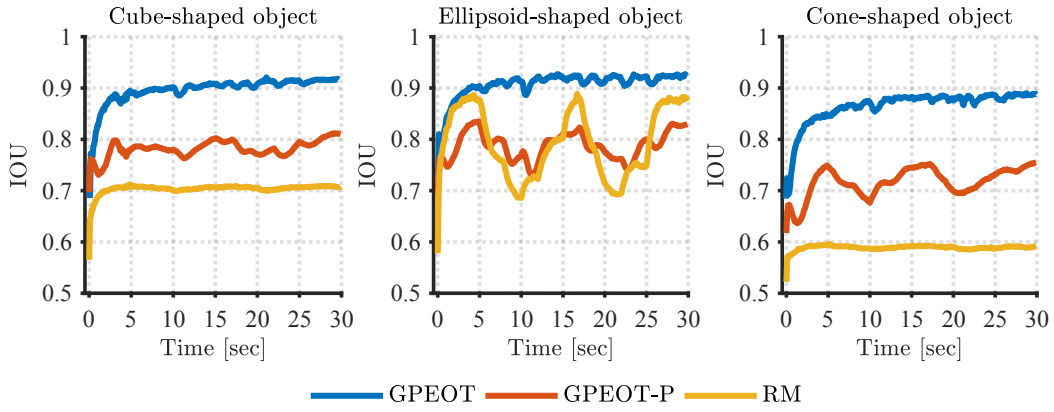 Cube-shaped object
Ellipsoid-shaped object
Cone-shaped object
IOU
1
0.9
0.8
0.7
0.6
0.5
0 5 10 15 20 25 30
Time [sec]
IOU
1
0.9
0.8
0.7
0.6
0.5
0 5 10 15 20 25 30
Time [sec]
IOU
1
0.9
0.8
0.7
0.6
0.5
0 5 10 15 20 25 30
Time [sec]
GPEOT GPEOT-P RM